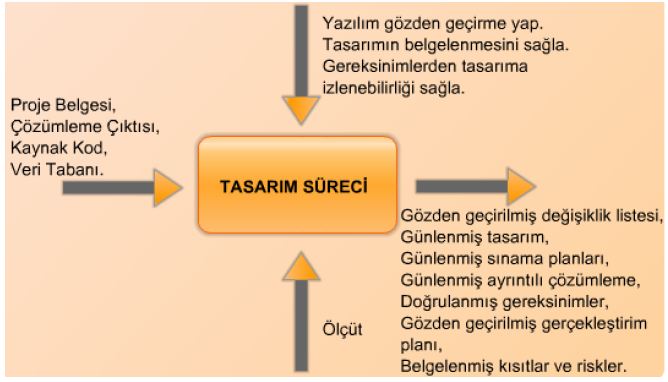 Yazılım gözden geçirme yap.
Tasarımın belgelenmesini sağla.
Gereksinimlerden tasarıma
izlenebilirliği sağla.
Proje Belgesi,
Çözümleme Çıktısı,
Kaynak Kod,
Veri Tabanı.
TASARIM SÜRECİ
Gözden geçirilmiş değişiklik listesi,
Günlenmiş tasarım,
Günlenmiş sınama planları,
Günlenmiş ayrıntılı çözümleme,
Doğrulanmış gereksinimler,
Gözden geçirilmiş gerçekleştirim
planı,
Belgelenmiş kısıtlar ve riskler.
Ölçüt